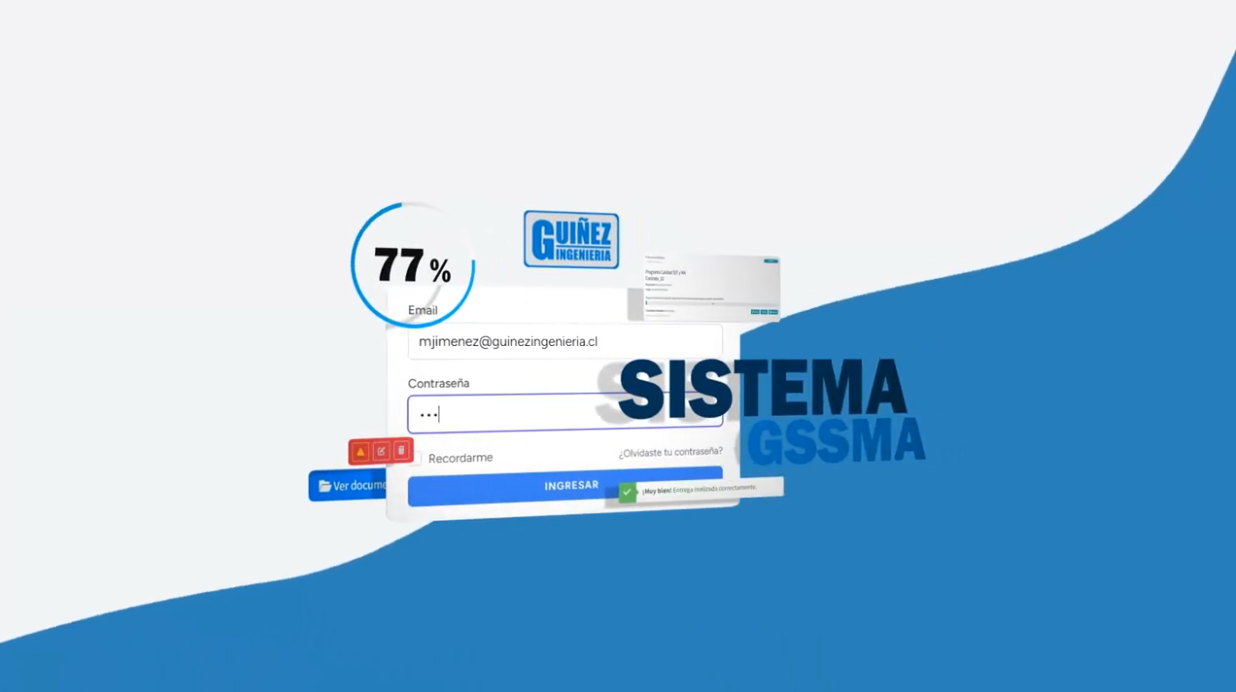 77 %
GUIÑEZ
INGENIERIA
Email
mjimenez@guinezingenieria.cl
Contraseña
SISTEMA
GSSMA
Recordarme
¿Olvidaste tu contraseña?
Ver docume
INGRESAR
¡Muy bien! Entrega realizada correctamente.